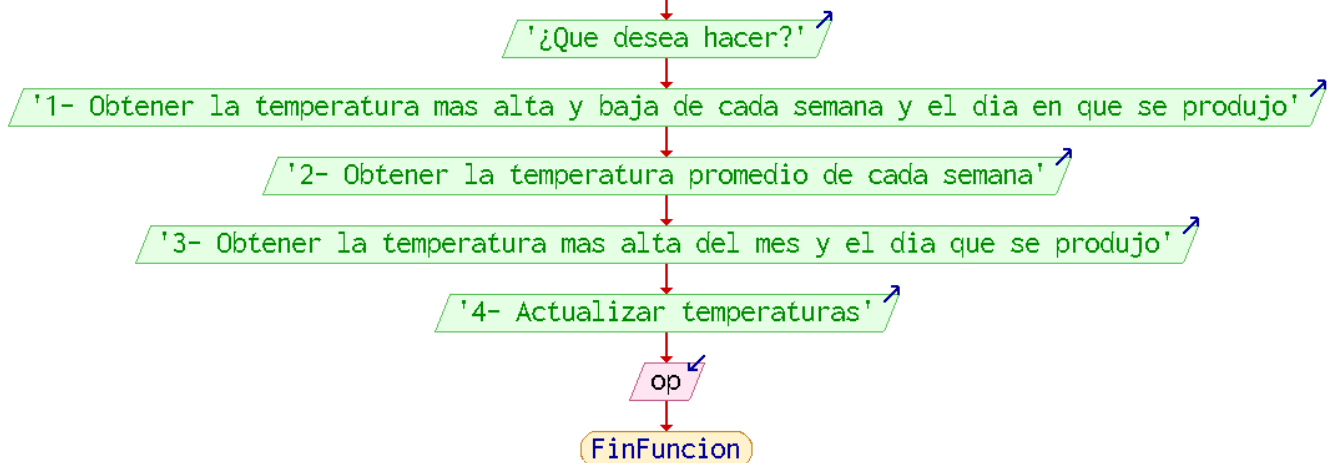 '¿Que desea hacer?'
'1- Obtener la temperatura mas alta y baja de cada semana y el dia en que se produjo'
'2- Obtener la temperatura promedio de cada semana'
'3- Obtener la temperatura mas alta del mes y el dia que se produjo'
'4- Actualizar temperaturas'
op
FinFuncion